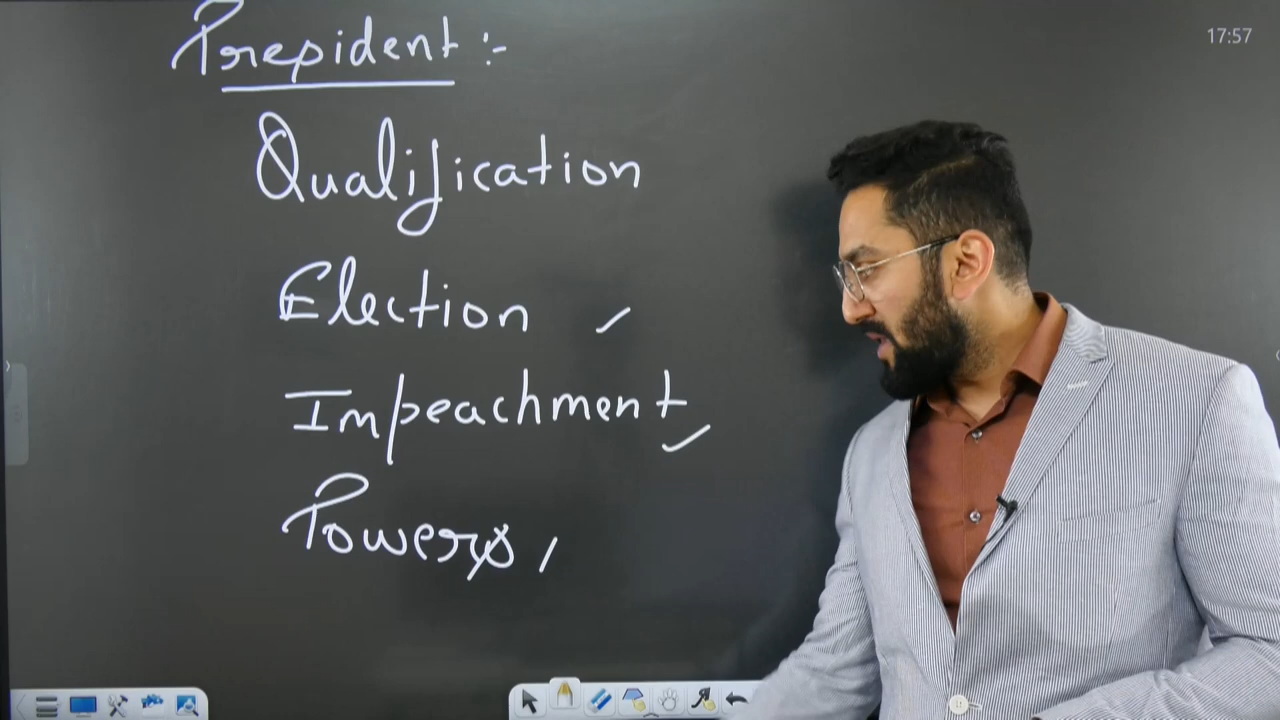 President :-
17:57
Qualification
Election
Impeachment
Powers,